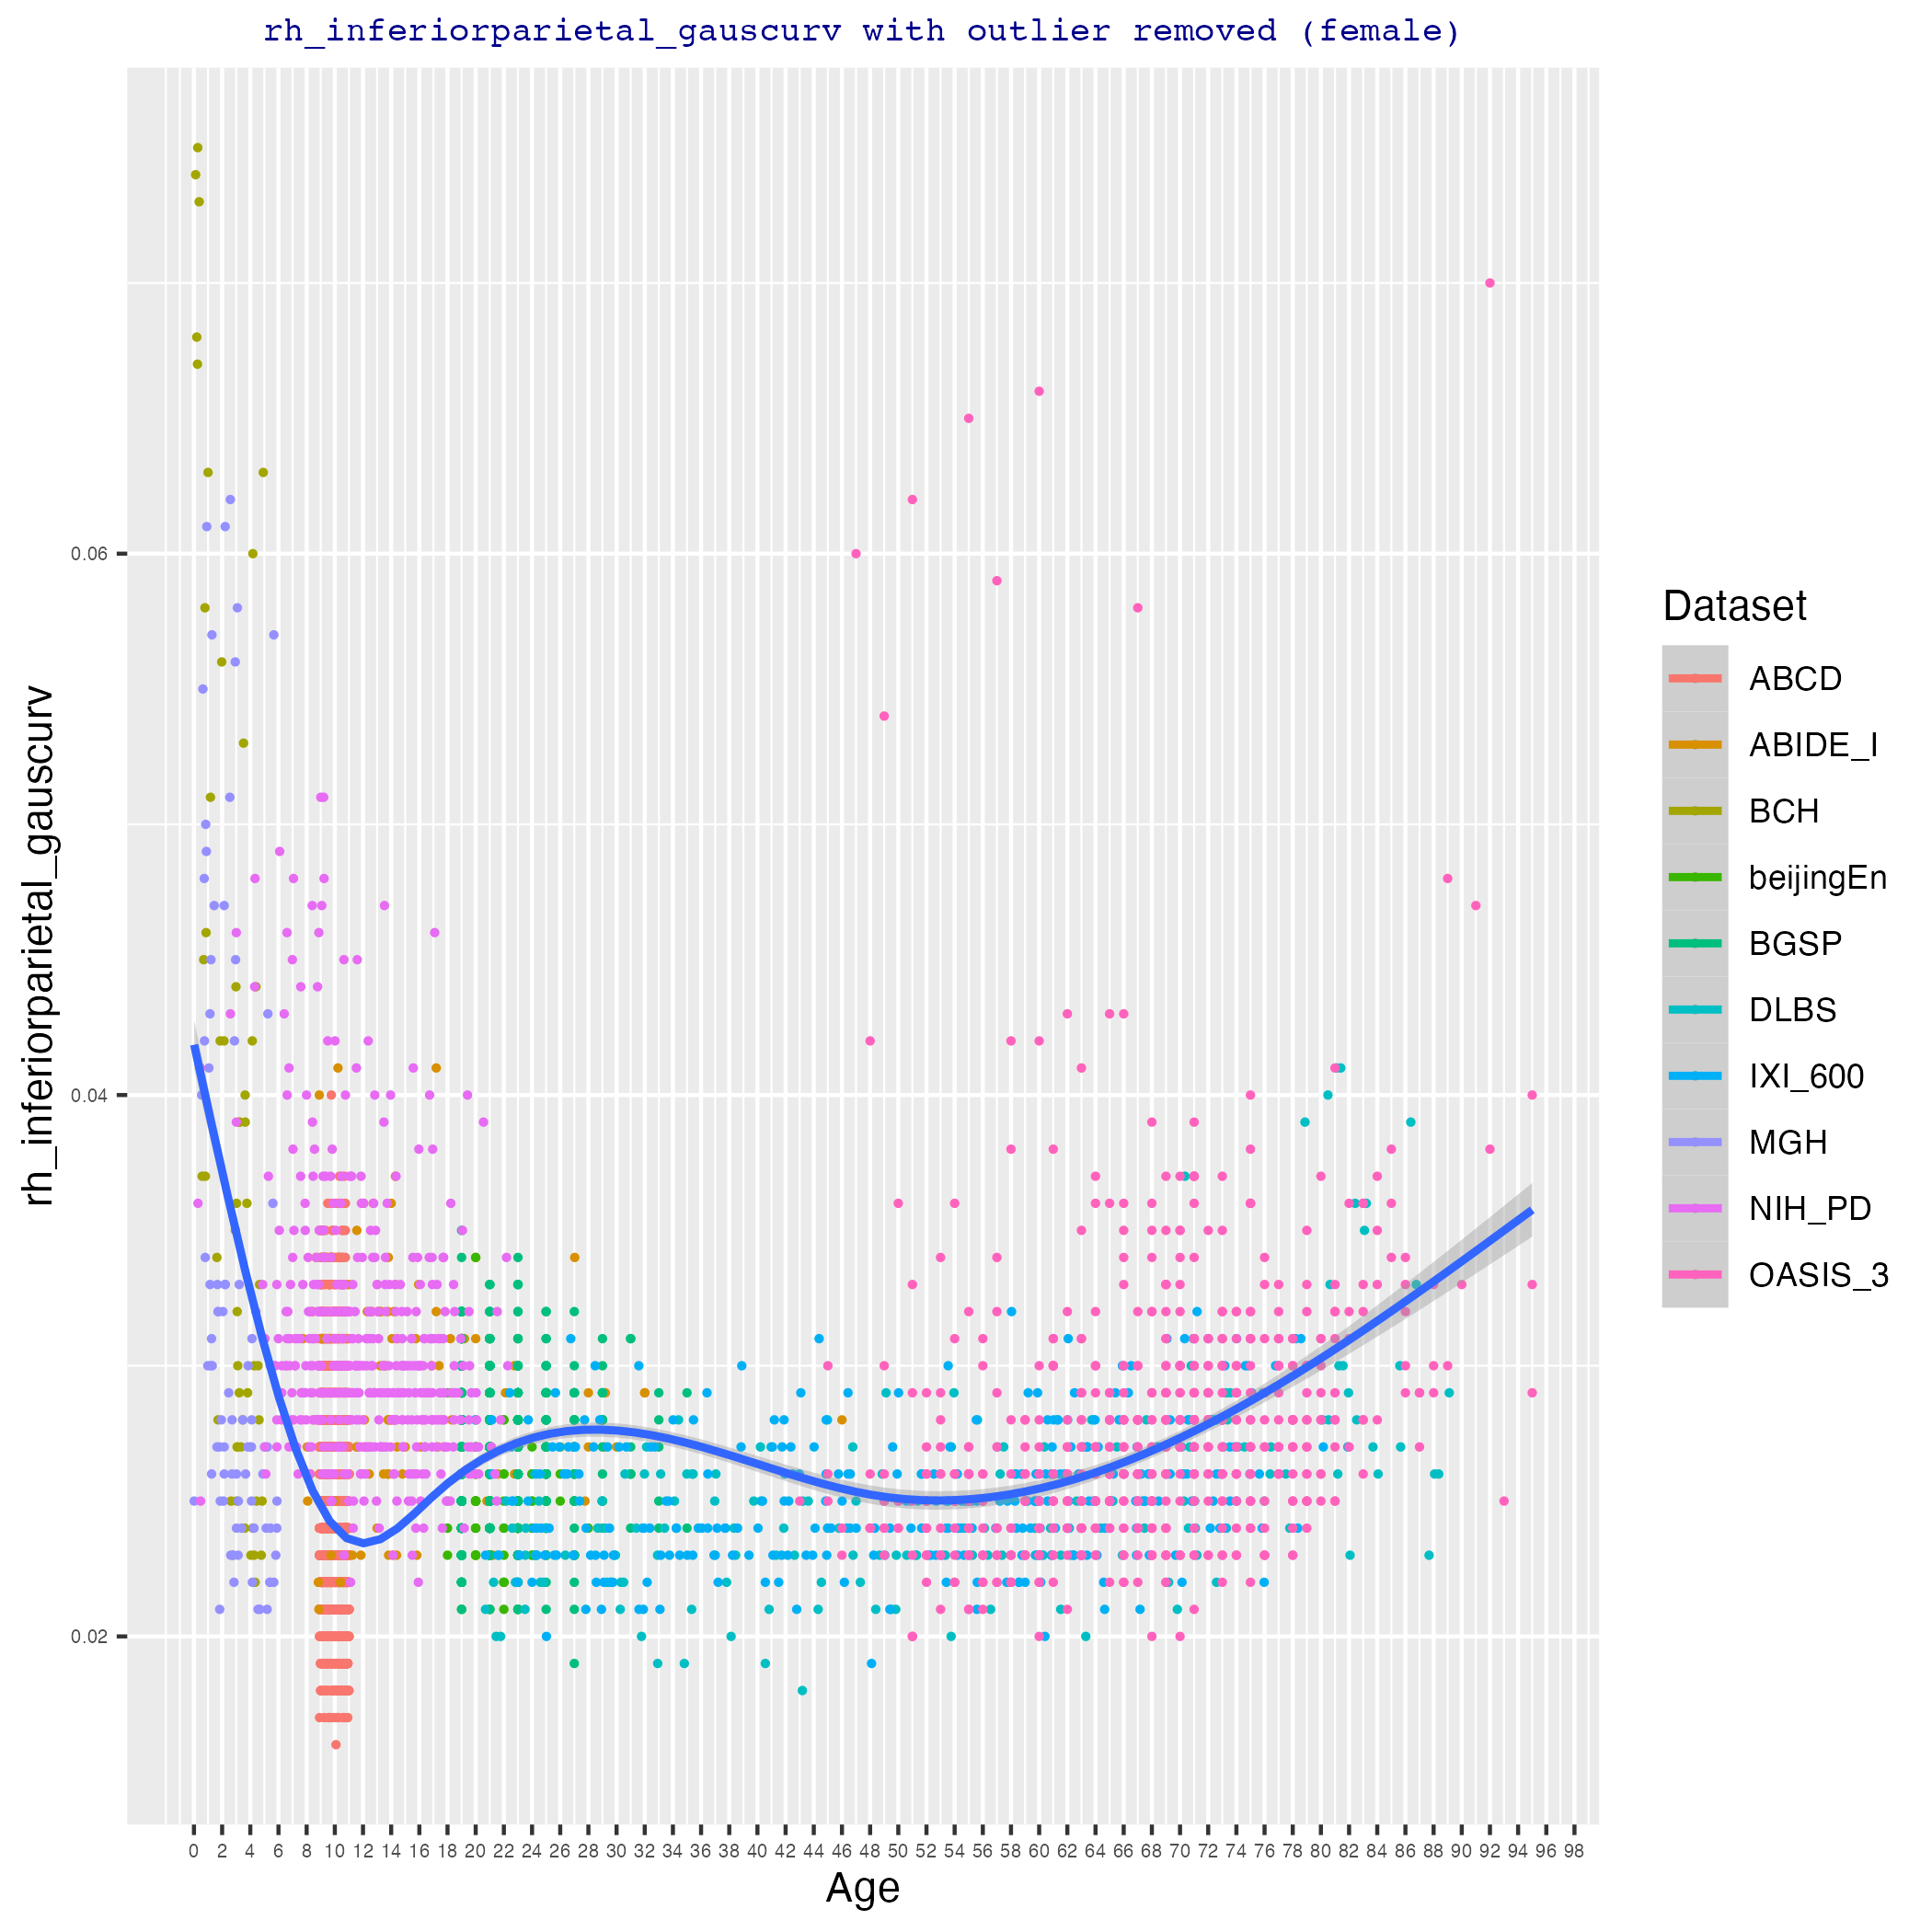 rh_inferiorparietal_gauscurv with outlier removed (female)
rh_inferiorparietal_gauscurv
0.06
0.04
0.02
0 2 4 6 8 10 12 14 16 18 20 22 24 26 28 30 32 34 36 38 40 42 44 46 48 50 52 54 56 58 60 62 64 66 68 70 72 74 76 78 80 82 84 86 88 90 92 94 96 98
Age
Dataset
ABCD
ABIDE_I
BCH
beijingEn
BGSP
DLBS
IXI_600
MGH
NIH_PD
OASIS_3